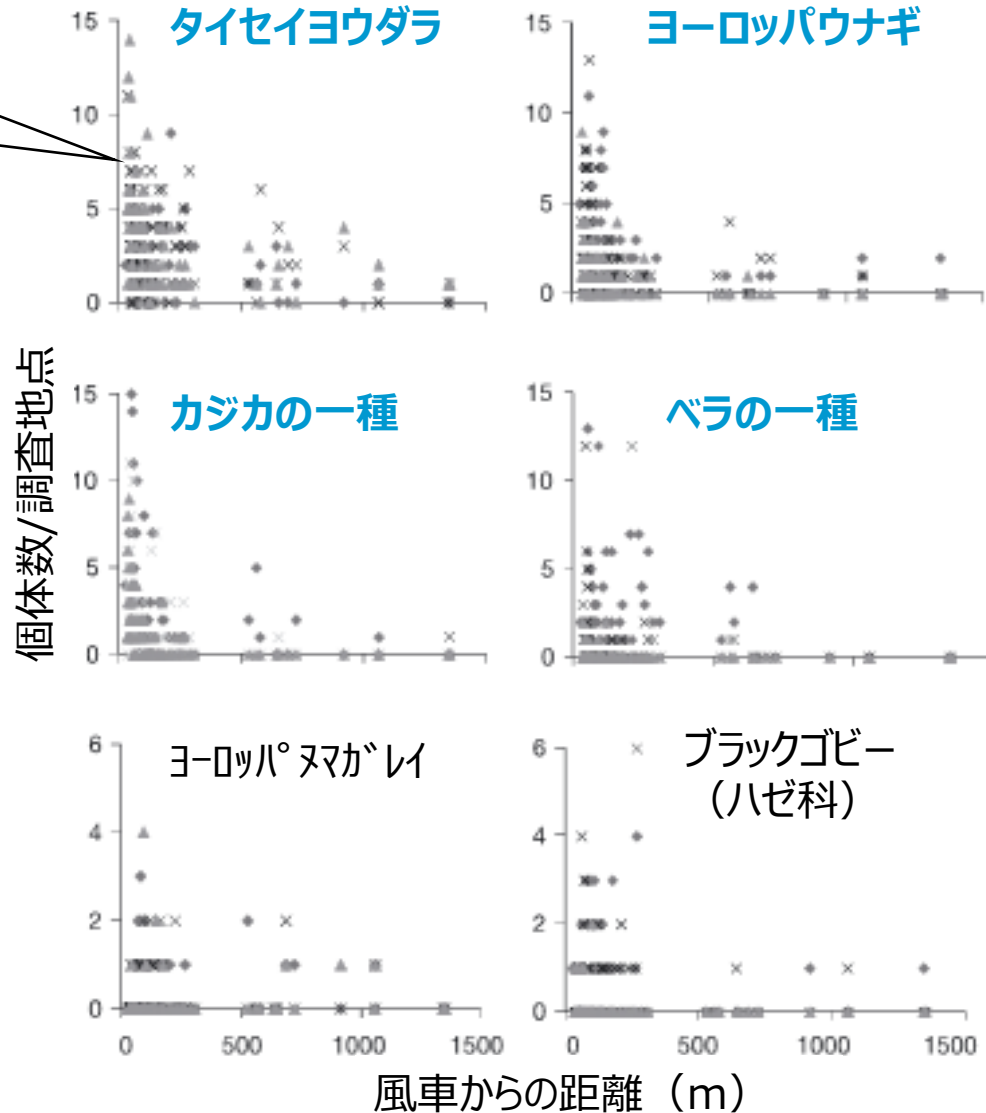 タイセイヨウダラ
ヨーロッパウナギ
15
10
5
0
15
10
5
0
カジカの一種
ベラの一種
15
10
5
0
15
10
5
0
個体数/調査地点
ﾖｰﾛｯﾊﾟﾇﾏｶﾞﾚｲ
ブラックゴビー
（ハゼ科）
6
4
2
0
6
4
2
0
0 500 1000 1500
0 500 1000 1500
風車からの距離（m）